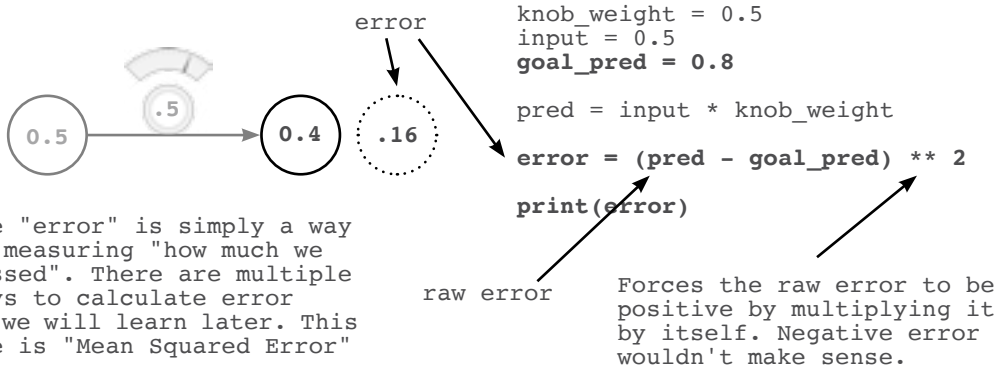 error
.5
0.5
0.4
.16
knob_weight = 0.5
input = 0.5
goal_pred = 0.8
pred = input * knob_weight
error = (pred - goal_pred) ** 2
print(error)
"error" is simply a way
measuring "how much we
There are multiple
to calculate error
we will learn later. This
is "Mean Squared Error"
raw error
Forces the raw error to be
positive by multiplying it
by itself. Negative error
wouldn't make sense.